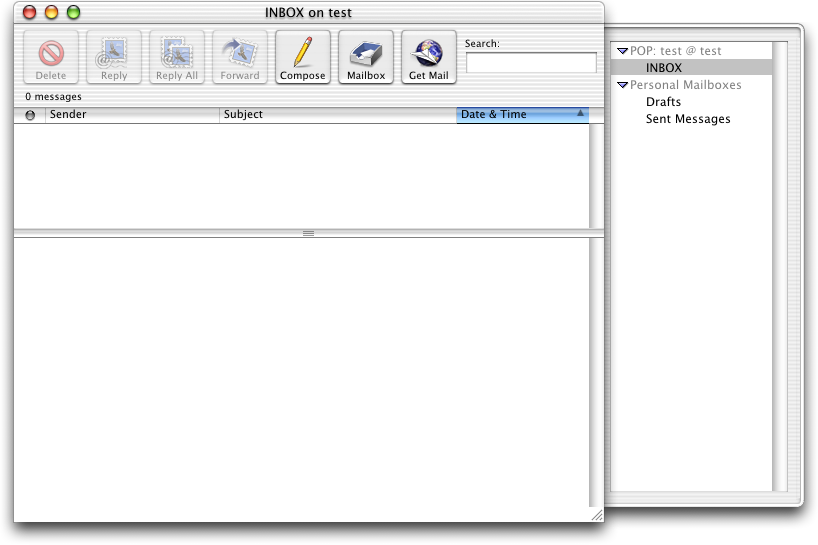 INBOX on test
Delete Reply Reply All Forward Compose Mailbox Get Mail
Search:
0 messages
Sender Subject Date & Time
POP: test @ test
INBOX
Personal Mailboxes
Drafts
Sent Messages